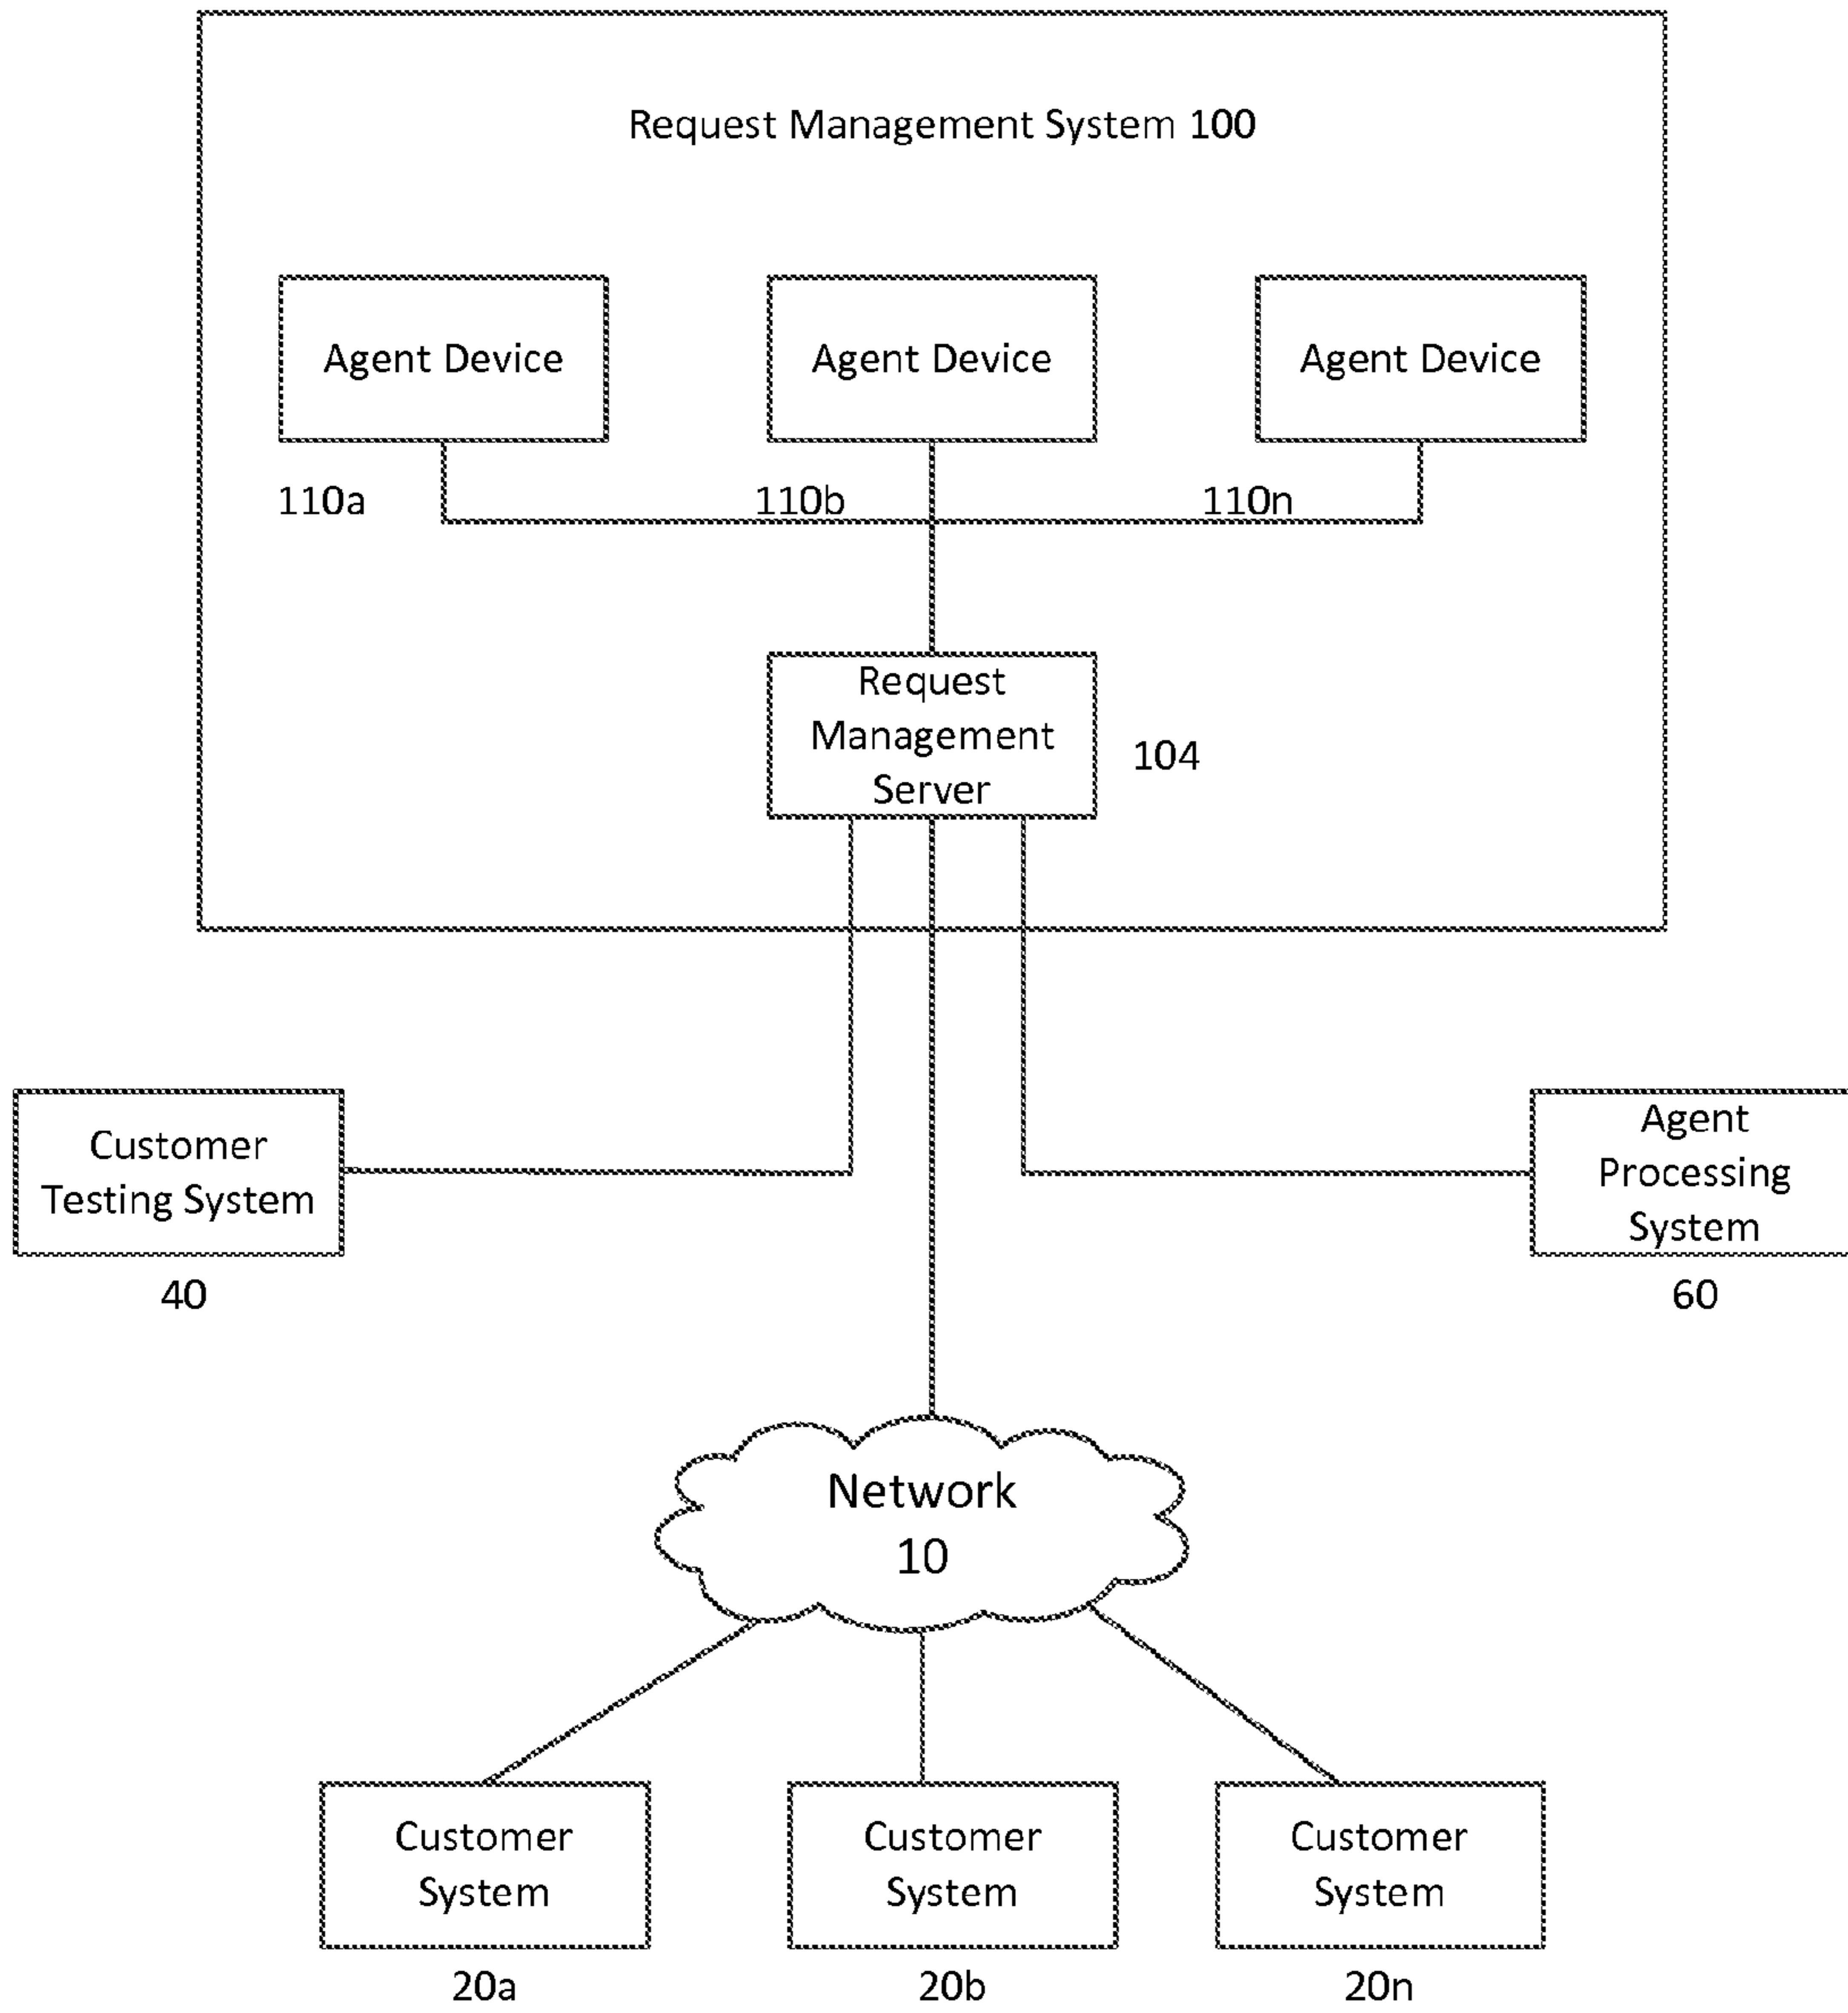 Request Management System 100
Agent Device
Agent Device
Agent Device
110a
110b
110n
Request
Management
Server
104
Customer
Testing System
40
Agent
Processing
System
60
Network
10
Customer
System
20a
Customer
System
20b
Customer
System
20n